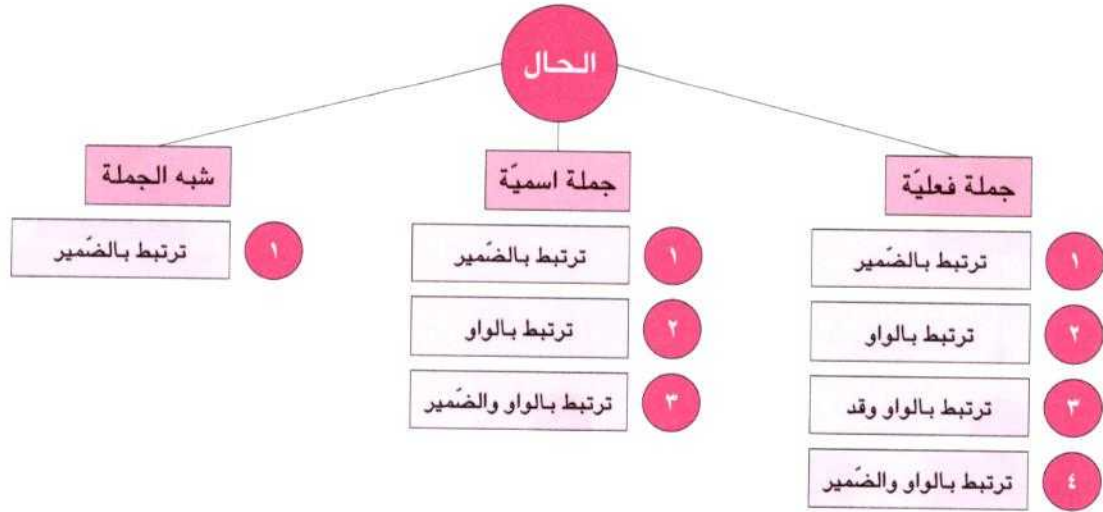 الحال
جملة فعليّة
١ ترتبط بالضّمير
٢ ترتبط بالواو
٣ ترتبط بالواو وقد
٤ ترتبط بالواو والضّمير
جملة اسميّة
١ ترتبط بالضّمير
٢ ترتبط بالواو
٣ ترتبط بالواو والضّمير
شبه الجملة
١ ترتبط بالضّمير